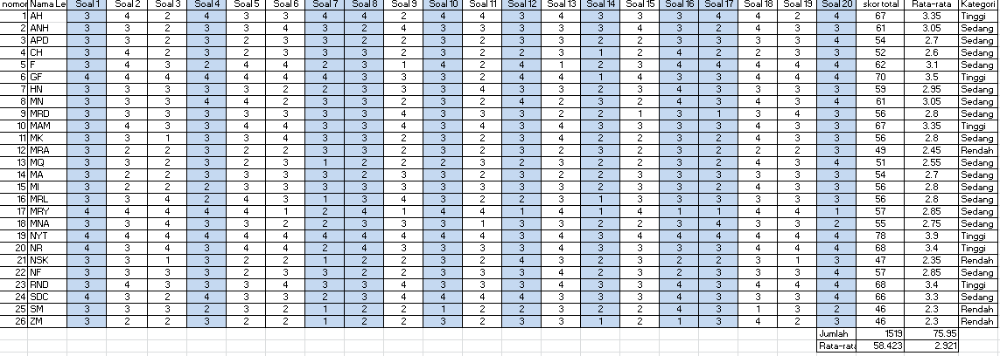 nomor Nama Le Soal 1 Soal 2 Soal 3 Soal 4 Soal 5 Soal 6 Soal 7 Soal 8 Soal 9 Soal 10 Soal 11 Soal 12 Soal 13 Soal 14 Soal 15 Soal 16 Soal 17 Soal 18 Soal 19 Soal 20 skor total Rata-rata Kategori
1 AH 3 4 2 4 3 3 4 4 2 4 3 4 4 3 3 3 4 4 2 4 67 3.35 Tinggi
2 ANH 3 3 2 3 3 4 3 2 4 3 3 3 3 3 4 3 2 4 3 3 61 3.05 Sedang
3 APD 3 3 2 3 2 3 3 3 3 3 2 3 2 2 3 2 2 3 3 4 54 2.7 Sedang
4 CH 3 4 2 3 2 3 3 3 2 2 2 2 3 1 4 2 2 4 2 3 52 2.6 Sedang
5 F 3 4 3 2 4 4 2 3 1 4 2 4 1 2 3 4 4 4 4 4 62 3.1 Sedang
6 GF 4 4 4 4 4 4 4 3 3 3 2 4 4 1 4 3 3 4 4 4 70 3.5 Tinggi
7 HN 3 3 3 3 3 2 2 3 3 3 4 3 3 2 3 4 3 3 3 3 59 2.95 Sedang
8 MN 3 3 3 4 4 2 3 3 2 3 2 4 4 2 3 3 2 4 3 4 61 3.05 Sedang
9 MRD 3 3 3 3 3 3 3 3 4 3 3 2 2 2 1 3 1 3 4 3 56 2.8 Sedang
10 MAM 3 4 3 3 4 4 3 3 4 3 3 4 3 2 3 3 4 4 3 4 67 3.35 Tinggi
11 MK 3 3 1 3 3 4 3 3 2 2 3 2 4 2 2 3 2 4 3 3 56 2.8 Sedang
12 MRA 3 2 2 3 2 2 3 3 2 3 2 3 2 3 2 2 2 3 2 3 49 2.45 Rendah
13 MQ 3 3 2 3 2 3 1 2 2 2 3 2 3 2 2 3 2 4 3 4 51 2.55 Sedang
14 MA 3 2 2 3 3 3 3 2 3 3 2 3 2 2 3 3 3 3 3 3 54 2.7 Sedang
15 MI 3 2 2 2 3 3 3 3 3 2 3 3 3 2 3 3 2 4 4 3 56 2.8 Sedang
16 MRL 3 3 4 2 4 3 1 3 4 3 2 2 3 1 3 3 3 3 3 3 56 2.8 Sedang
17 MRY 4 4 4 4 4 1 2 4 1 4 4 1 4 1 4 1 1 4 4 1 57 2.85 Sedang
18 MNA 3 3 4 3 2 2 2 3 3 3 1 3 3 2 2 3 4 3 3 2 55 2.75 Sedang
19 NYT 4 4 4 4 4 4 4 4 4 4 4 3 4 3 4 4 4 4 4 4 78 3.9 Tinggi
20 NR 4 3 4 3 4 4 2 4 3 3 3 3 4 3 3 3 3 4 4 4 68 3.4 Tinggi
21 NSK 3 3 1 3 2 2 1 2 2 3 2 4 3 2 3 2 2 3 1 3 47 2.35 Rendah
22 NF 3 3 3 3 2 3 2 2 3 3 3 3 4 2 3 3 2 4 3 3 57 2.85 Sedang
23 RND 3 4 3 3 3 4 3 3 4 3 3 3 4 3 3 4 3 4 4 4 68 3.4 Tinggi
24 SDC 4 3 2 4 3 3 3 2 4 4 3 3 4 2 3 4 3 4 4 4 66 3.3 Sedang
25 SM 3 3 3 2 3 2 1 2 2 1 2 2 3 2 2 4 3 1 3 2 46 2.3 Rendah
26 ZM 3 2 2 3 2 2 1 2 2 3 2 3 3 1 2 1 3 4 2 3 46 2.3 Rendah
Jumlah 1519 75.95
Rata-rata 58.423 2.921